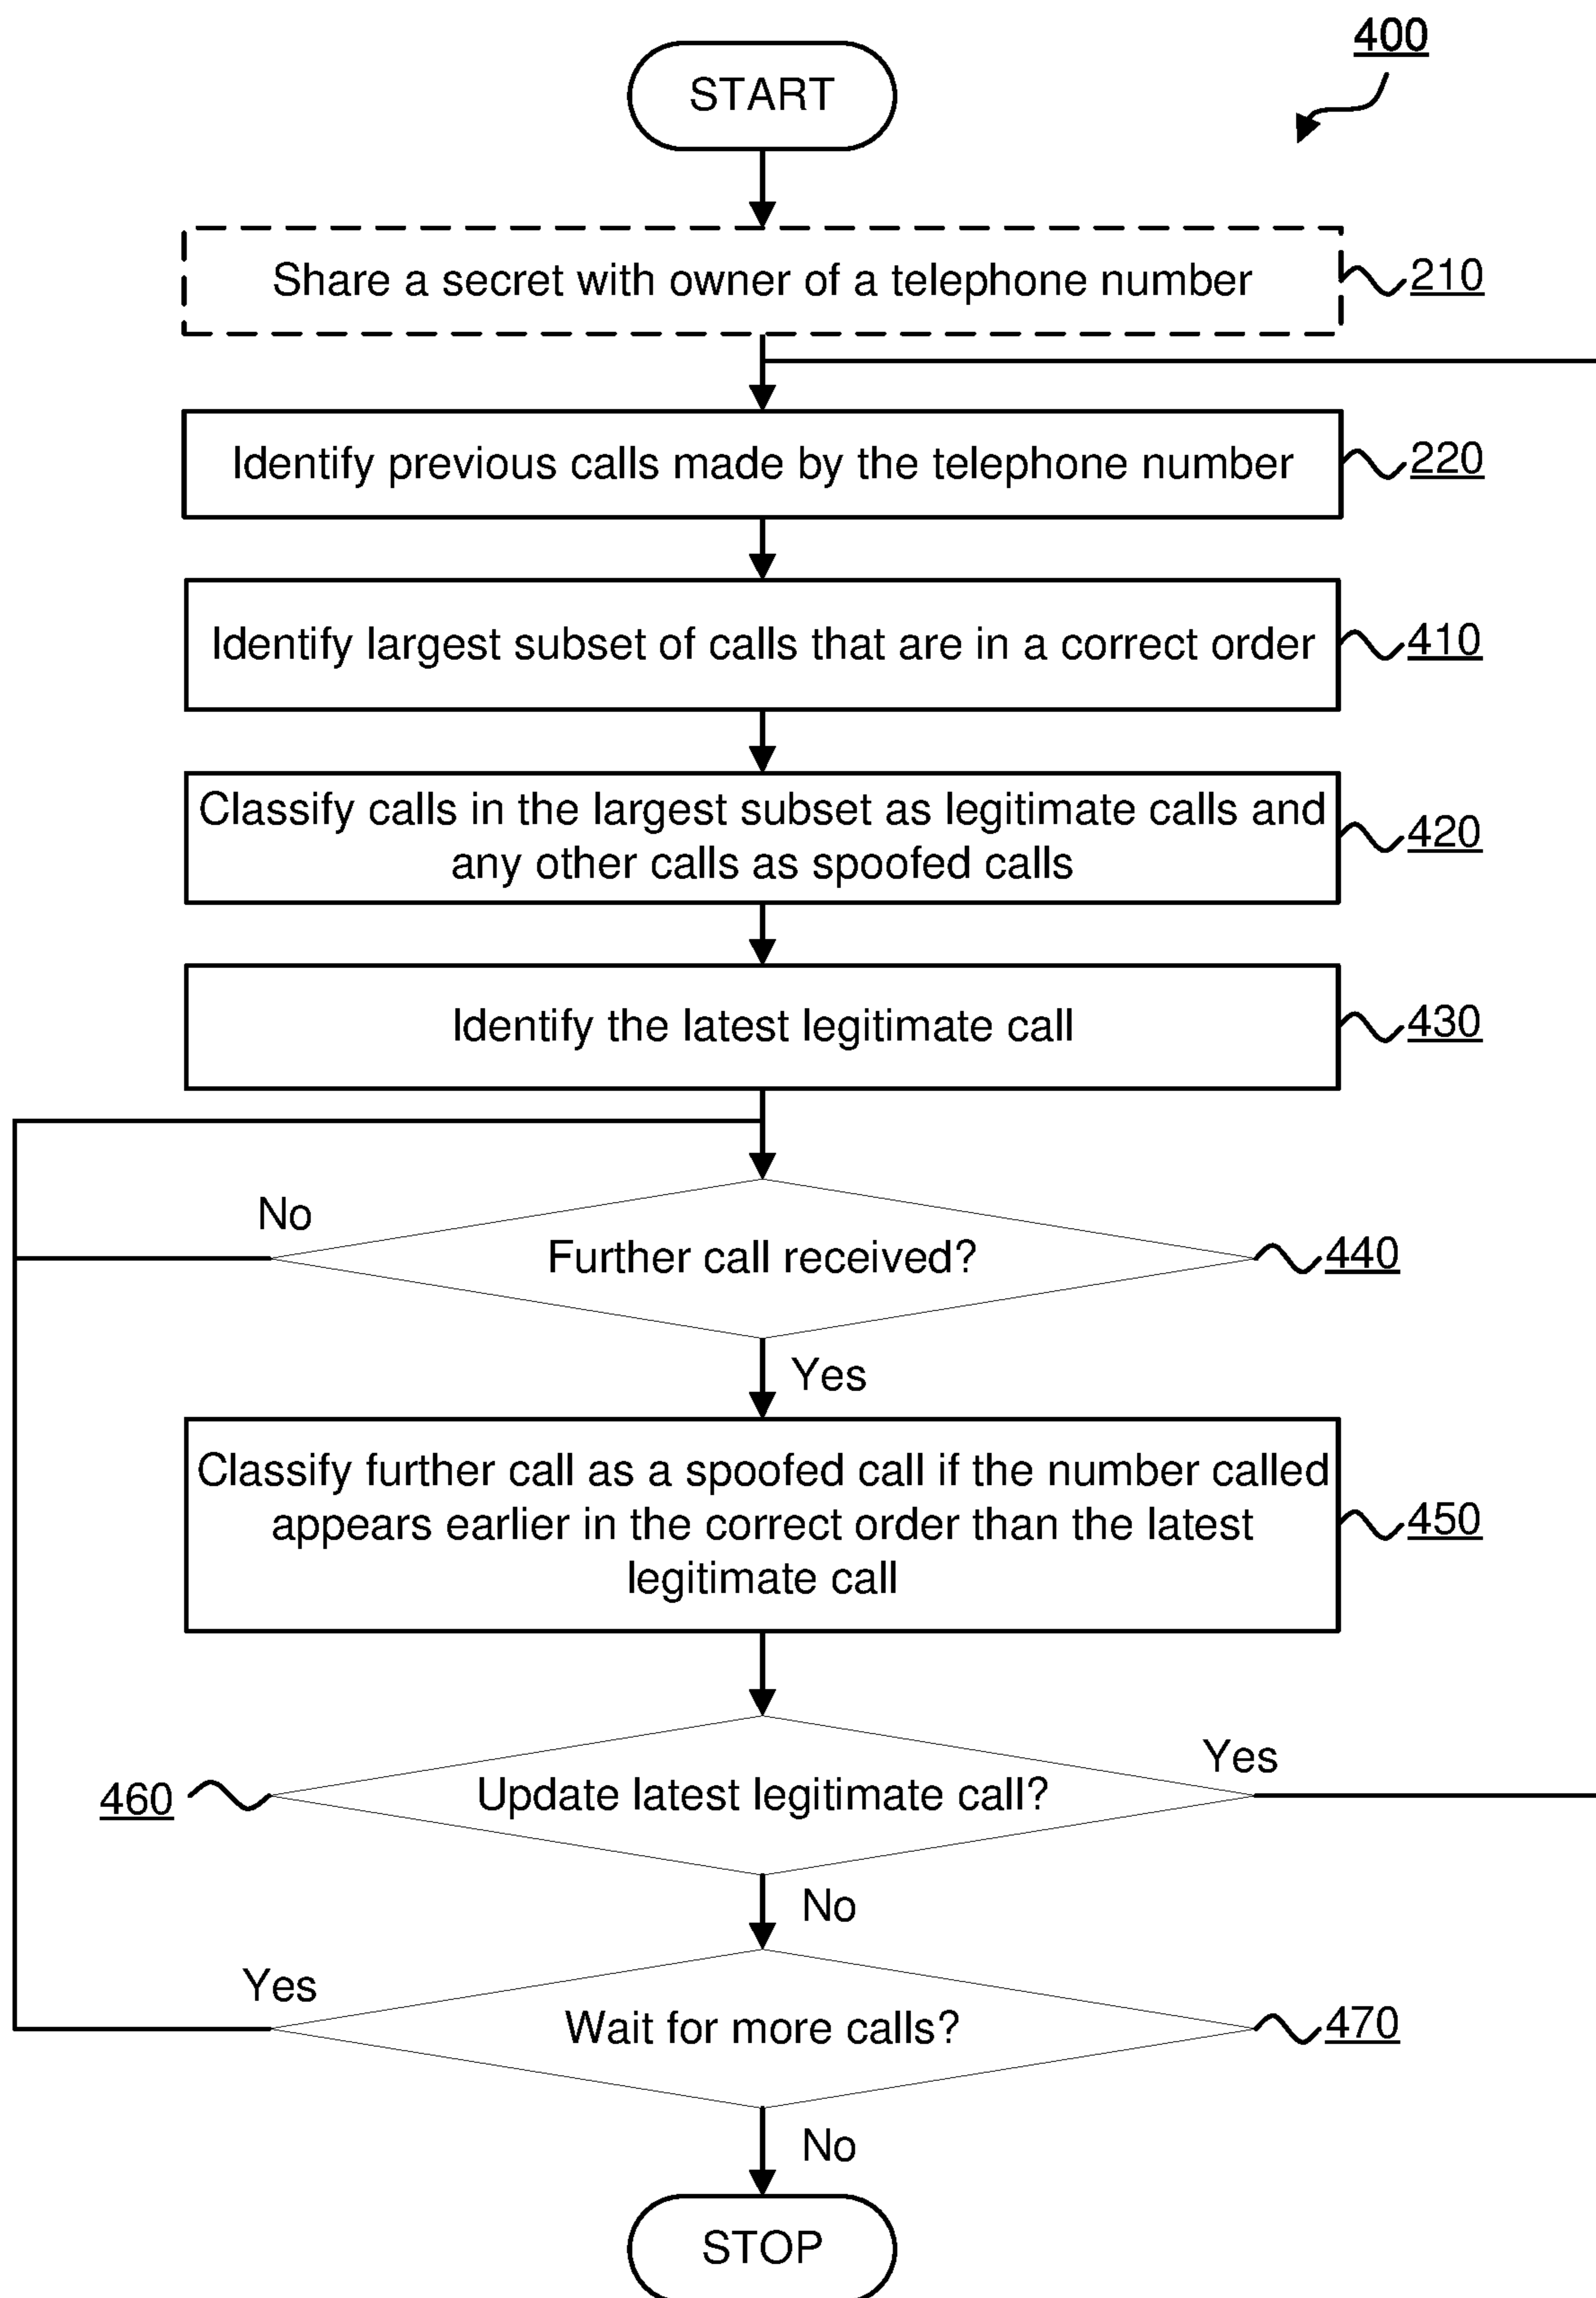 400
START
Share a secret with owner of a telephone number
210
Identify previous calls made by the telephone number
220
Identify largest subset of calls that are in a correct order
410
Classify calls in the largest subset as legitimate calls and
any other calls as spoofed calls
420
Identify the latest legitimate call
430
No
Further call received?
440
Yes
Classify further call as a spoofed call if the number called
appears earlier in the correct order than the latest
legitimate call
450
Yes
460
Update latest legitimate call?
No
Yes
Wait for more calls?
470
No
STOP